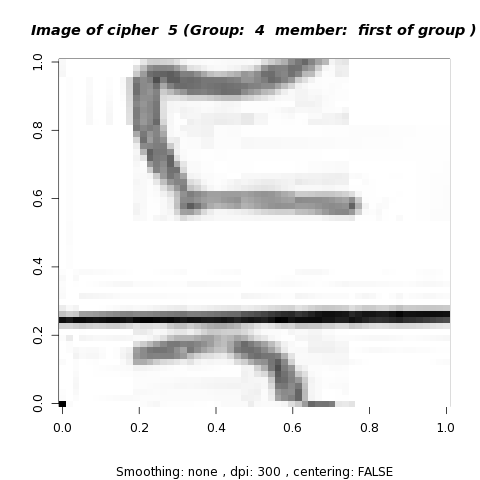 Image of cipher 5 (Group: 4 member: first of group )
1.0
0.8
0.6
0.4
0.2
0.0
0.0 0.2 0.4 0.6 0.8 1.0
Smoothing: none , dpi: 300 , centering: FALSE